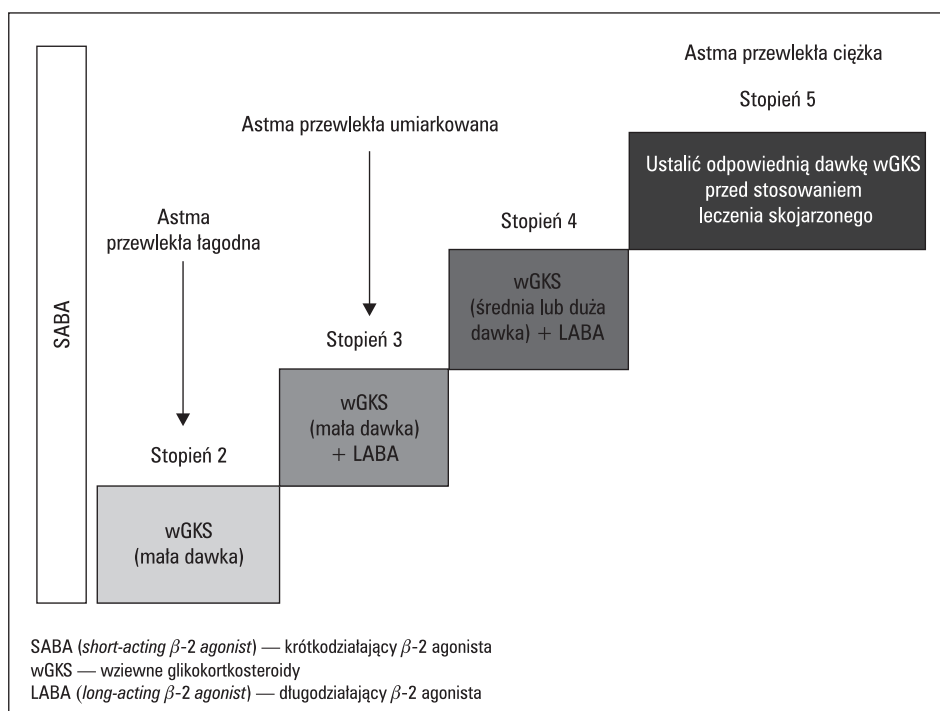 Astma przewlekła ciężka
Stopień 5
Ustalić odpowiednią dawkę wGKS
przed stosowaniem
leczenia skojarzonego
Astma przewlekła umiarkowana
Stopień 4
wGKS
(średnia lub duża
dawka) + LABA
Astma
przewlekła łagodna
Stopień 3
wGKS
(mała dawka)
+ LABA
Stopień 2
wGKS
(mała dawka)
SABA
SABA (short-acting β-2 agonist) — krótkodziałający β-2 agonista
wGKS — wziewne glikokortkosteroidy
LABA (long-acting β-2 agonist) — długodziałający β-2 agonista